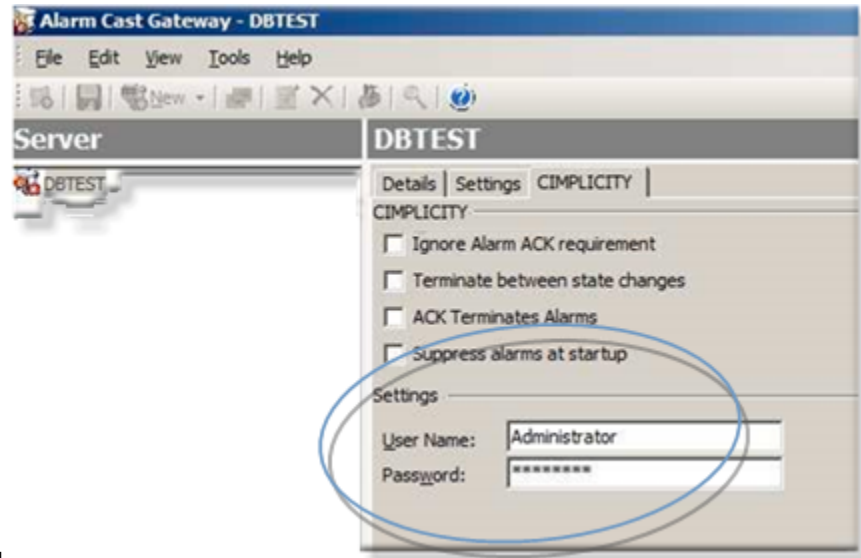 Alarm Cast Gateway - DBTEST
File Edit View Tools Help
New
Server
DBTEST
DBTEST
Details Settings CIMPLICITY
CIMPLICITY
Ignore Alarm ACK requirement
Terminate between state changes
ACK Terminates Alarms
Suppress alarms at startup
Settings
User Name: Administrator
Password: ********